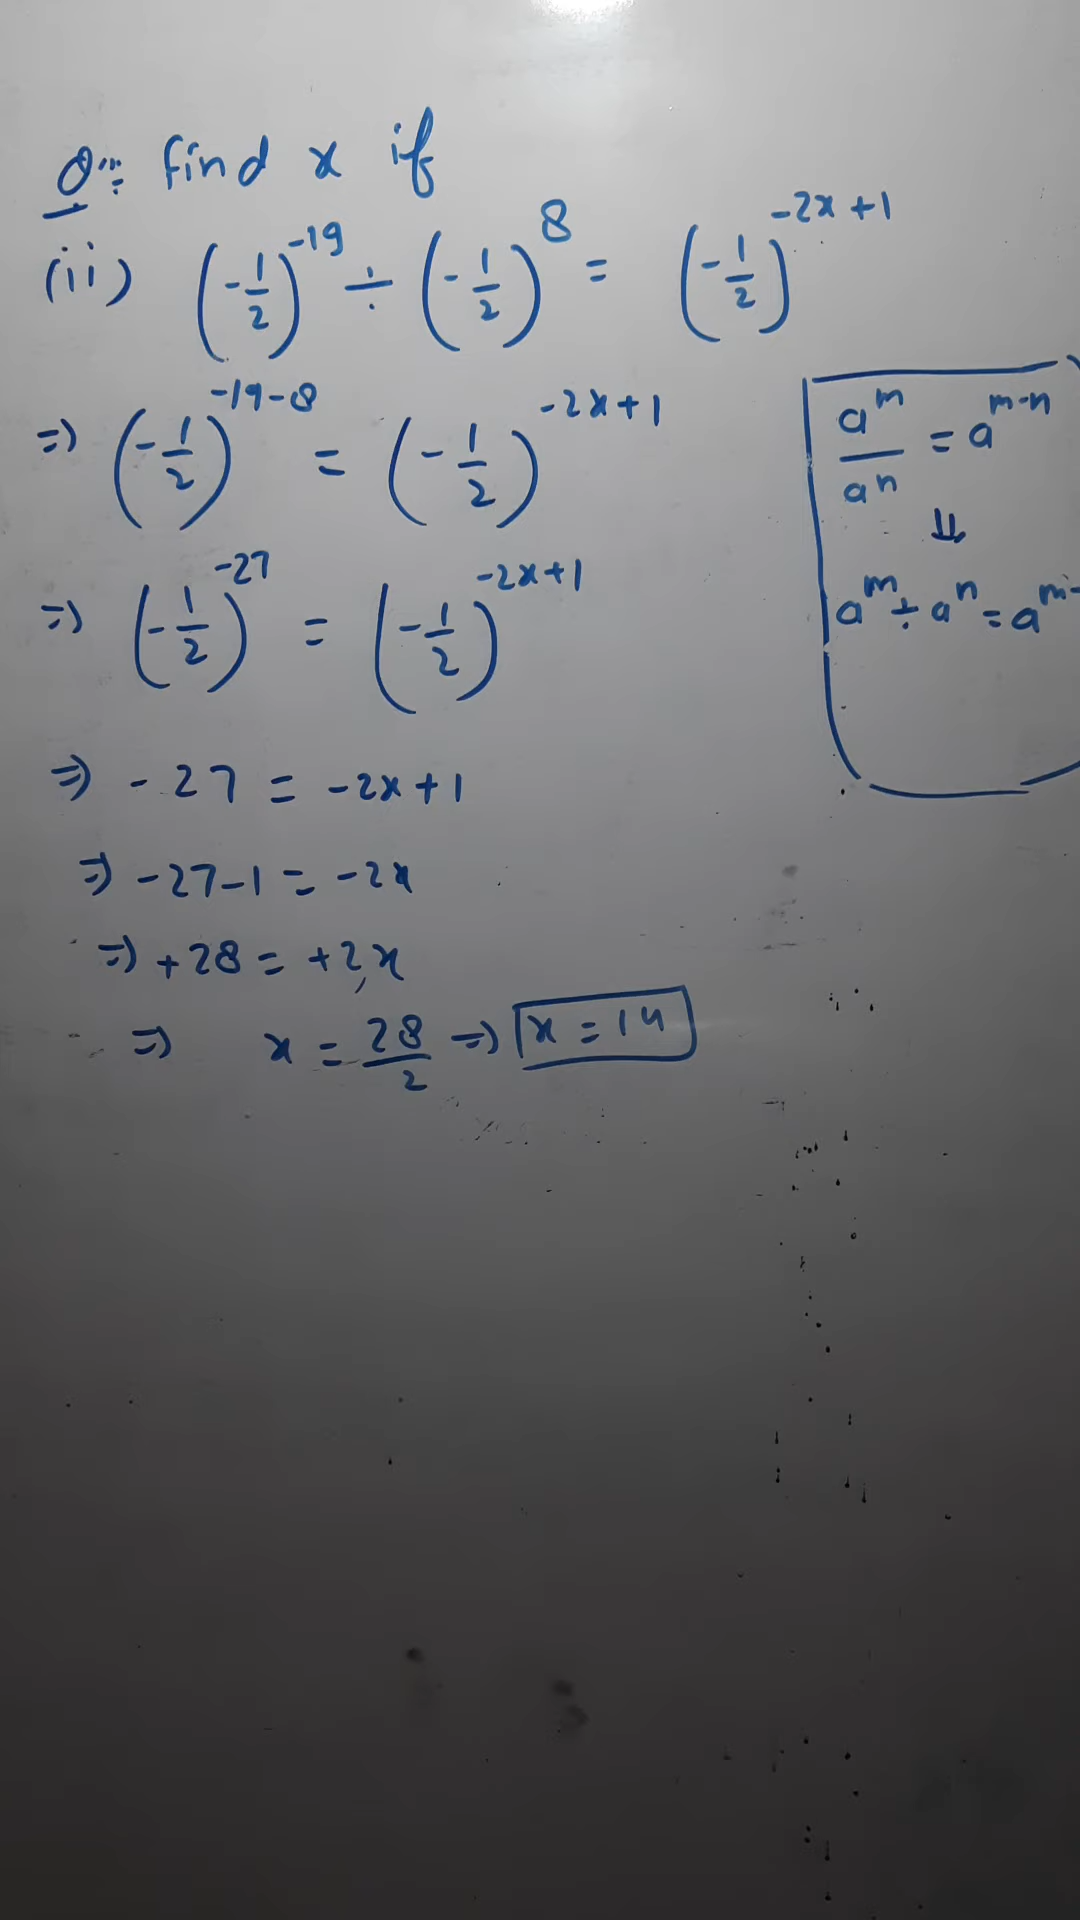 Q:- find x if
(ii) (-1/2)^-19 ÷ (-1/2)^8 = (-1/2)^-2x+1
=> (-1/2)^-19-8 = (-1/2)^-2x+1
=> (-1/2)^-27 = (-1/2)^-2x+1
=> -27 = -2x+1
=> -27-1 = -2x
=> +28 = +2x
=> x = 28/2 => x = 14
a^m/a^n = a^m-n
⇓
a^m ÷ a^n = a^m-